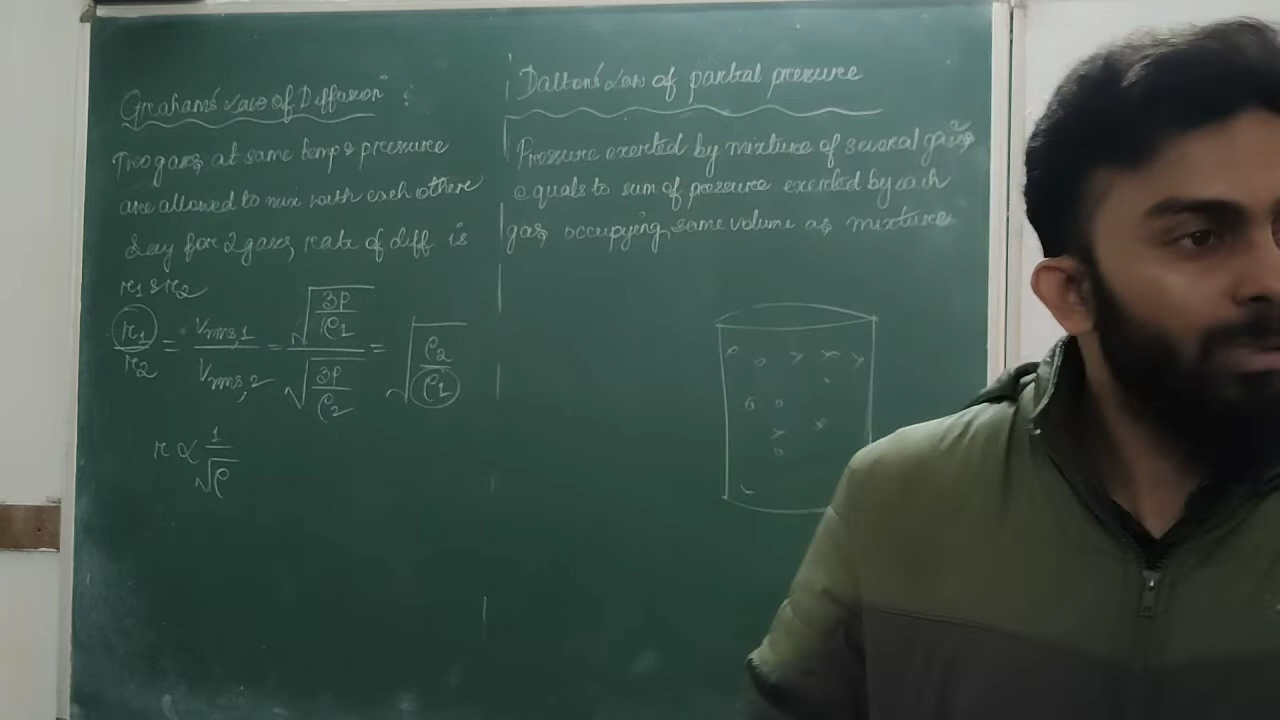 Graham's Law of Diffusion :
Two gases at same temp & pressure
are allowed to mix with each othere
Say for 2 gases, rate of diff is
r1 & r2
r1/r2 = Vrms,1/Vrms,2 = √(3P/ρ1)/√(3P/ρ2) = √(ρ2/ρ1)
r ∝ 1/√ρ
Dalton's Law of partial pressure
Pressure exerted by mixture of several gases
equals to sum of pressure exerted by each
gas occupying same volume as mixture